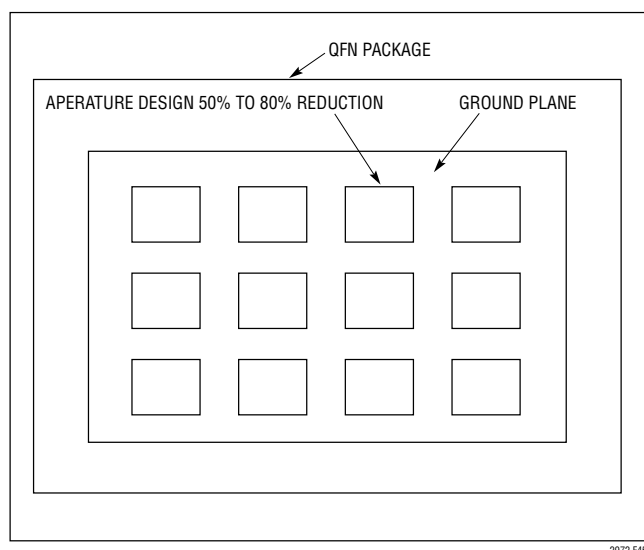 QFN PACKAGE
APERATURE DESIGN 50% TO 80% REDUCTION
GROUND PLANE